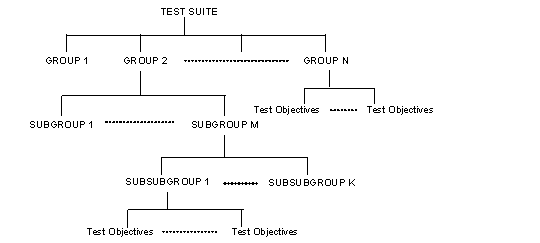 TEST SUITE
GROUP 1 GROUP 2 GROUP N
Test Objectives Test Objectives
SUBGROUP 1 SUBGROUP M
SUBSUBGROUP 1 SUBSUBGROUP K
Test Objectives Test Objectives